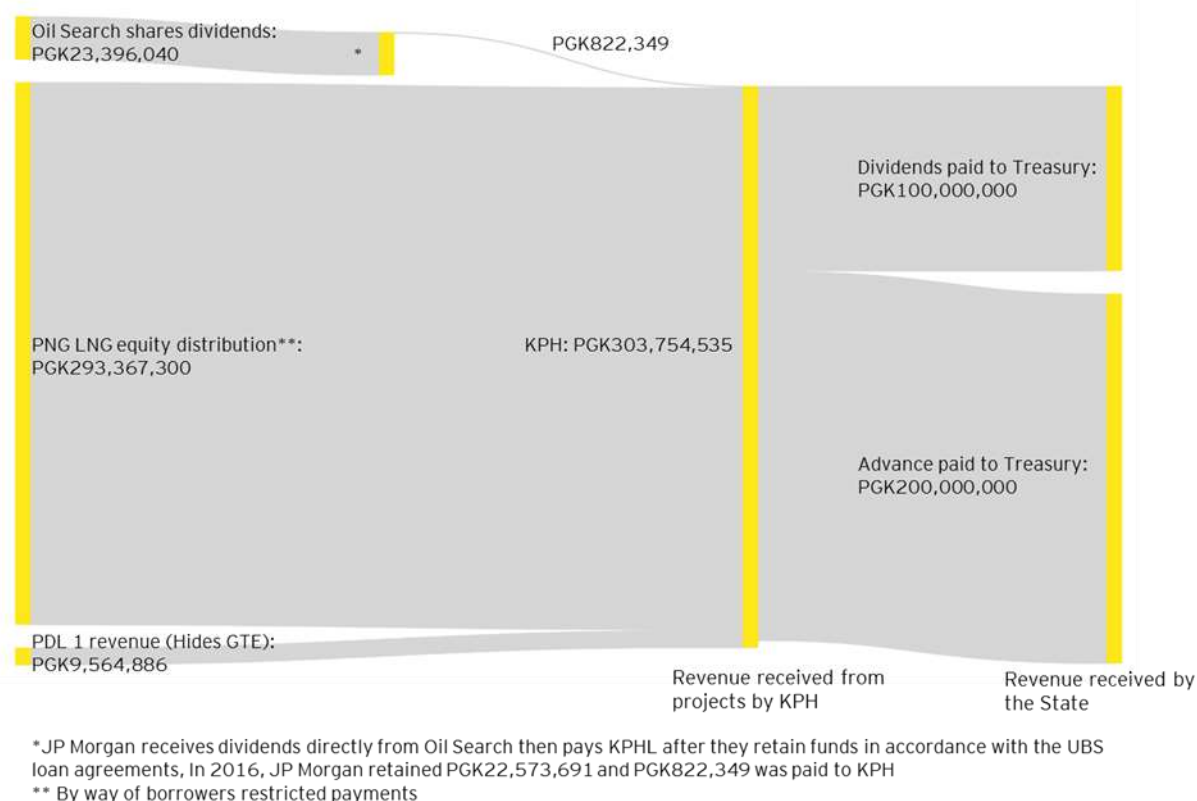 Oil Search shares dividends:
PGK23,396,040
*
PGK822,349
Dividends paid to Treasury:
PGK100,000,000
PNG LNG equity distribution**:
PGK293,367,300
KPH: PGK303,754,535
Advance paid to Treasury:
PGK200,000,000
PDL 1 revenue (Hides GTE):
PGK9,564,886
Revenue received from
projects by KPH
Revenue received by
the State
*JP Morgan receives dividends directly from Oil Search then pays KPHL after they retain funds in accordance with the UBS
loan agreements, In 2016, JP Morgan retained PGK22,573,691 and PGK822,349 was paid to KPH
** By way of borrowers restricted payments